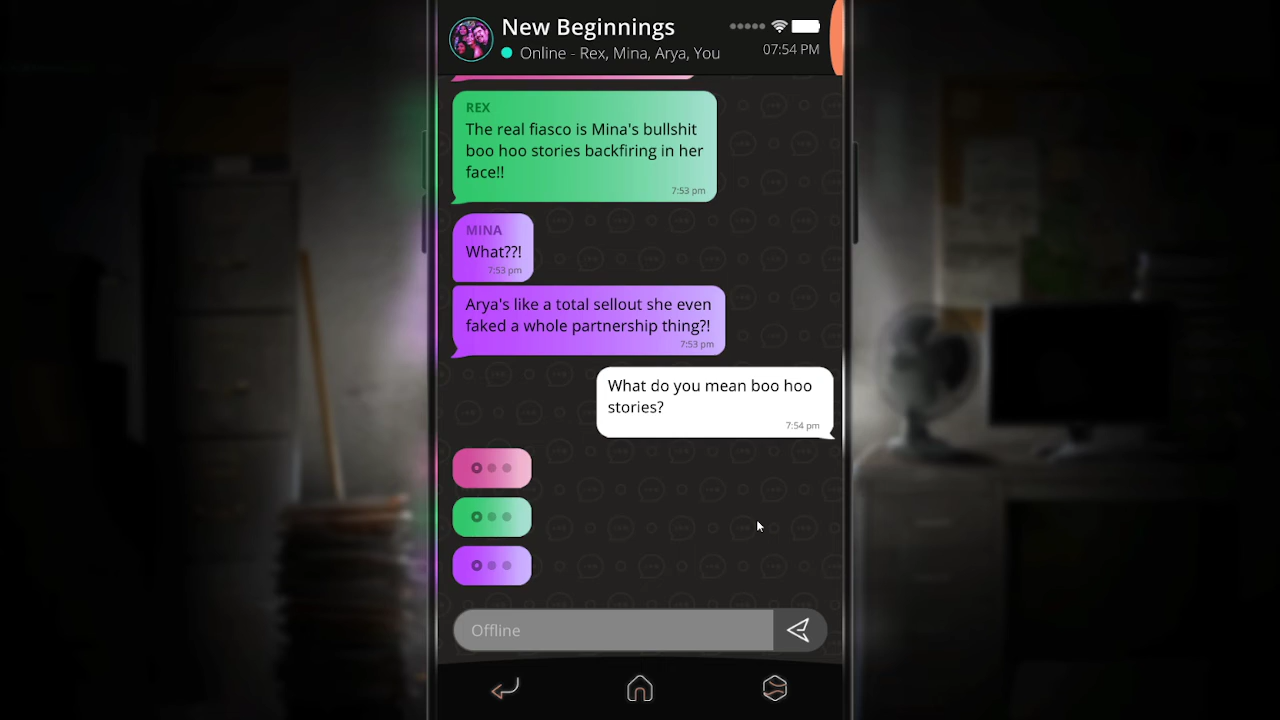 New Beginnings
Online - Rex, Mina, Arya, You
07:54 PM
REX
The real fiasco is Mina's bullshit
boo hoo stories backfiring in her
face!!
7:53 pm
MINA
What??!
7:53 pm
Arya's like a total sellout she even
faked a whole partnership thing?!
7:53 pm
What do you mean boo hoo
stories?
7:54 pm
Offline